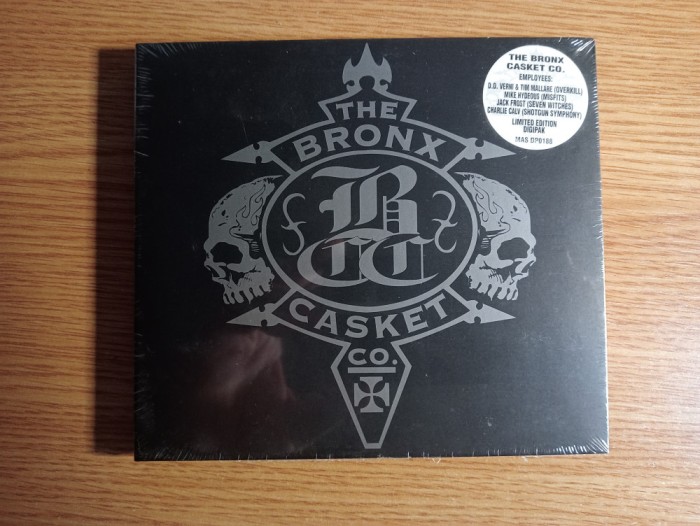 THE
BRONX
BCC
CASKET
CO.
THE BRONX
CASKET CO.
EMPLOYEES:
D.D. VERNI & TIM MALLARE (OVERKILL)
MIKE HYDEOUS (MISFITS)
JACK FROST (SEVEN WITCHES)
CHARLIE CALV (SHOTGUN SYMPHONY)
LIMITED EDITION
DIGIPAK
MAS DP0188